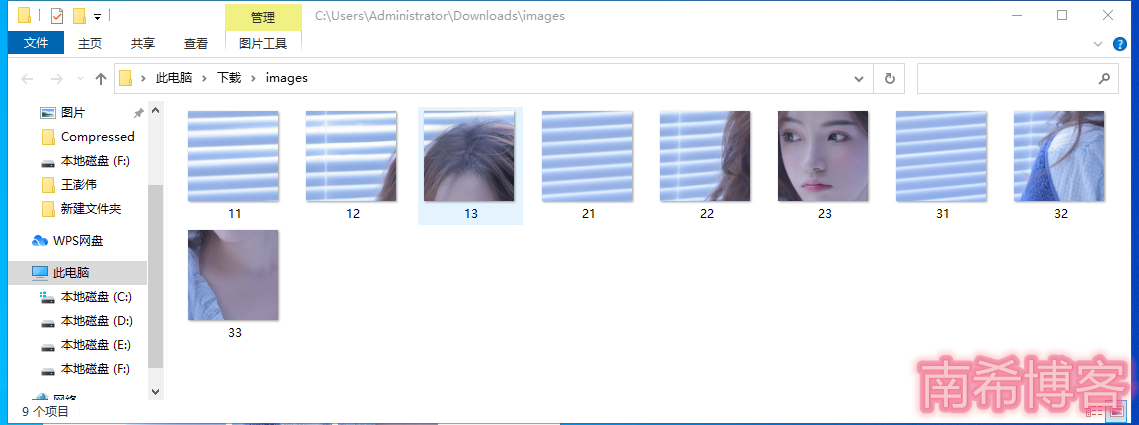 管理
C:\Users\Administrator\Downloads\images
文件
主页
共享
查看
图片工具
此电脑
下载
images
图片
Compressed
本地磁盘 (F:)
王澎伟
新建文件夹
WPS网盘
此电脑
本地磁盘 (C:)
本地磁盘 (D:)
本地磁盘 (E:)
本地磁盘 (F:)
网络
11
12
13
21
22
23
31
32
33
9 个项目
南希博客